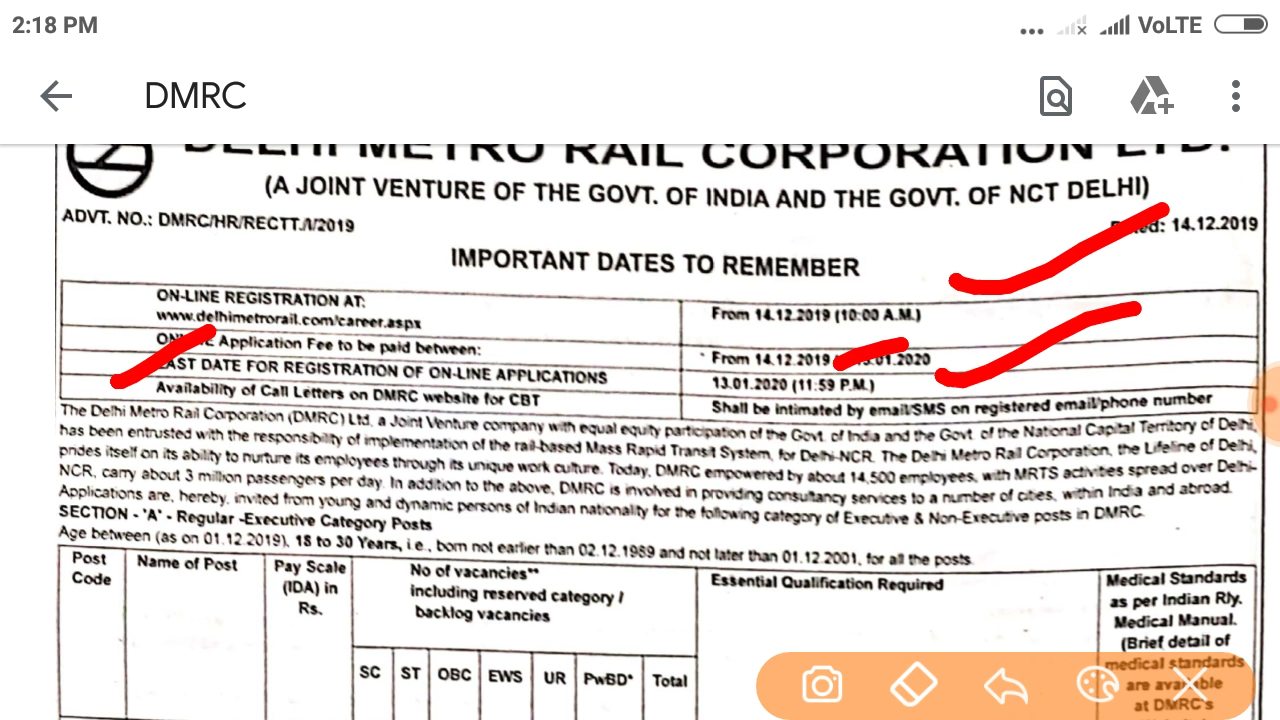 2:18 PM
VoLTE
DMRC
DELHI METRO RAIL CORPORATION LTD.
(A JOINT VENTURE OF THE GOVT. OF INDIA AND THE GOVT. OF NCT DELHI)
ADVT. NO.: DMRC/HR/RECTT./I/2019
14.12.2019
IMPORTANT DATES TO REMEMBER
ON-LINE REGISTRATION AT:
www.delhimetrorail.com/career.aspx
From 14.12.2019 (10:00 A.M.)
Application Fee to be paid between:
From 14.12.2019 .01.2020
LAST DATE FOR REGISTRATION OF ON-LINE APPLICATIONS
13.01.2020 (11:59 P.M.)
Availability of Call Letters on DMRC website for CBT
Shall be intimated by email/SMS on registered email/phone number
The Delhi Metro Rail Corporation (DMRC) Ltd., a Joint Venture company with equal equity participation of the Govt. of India and the Govt. of the National Capital Territory of Delhi,
has been entrusted with the responsibility of implementation of the rail-based Mass Rapid Transit System, for Delhi-NCR. The Delhi Metro Rail Corporation, the Lifeline of Delhi,
prides itself on its ability to nurture its employees through its unique work culture. Today, DMRC empowered by about 14,500 employees, with MRTS activities spread over Delhi-
NCR, carry about 3 million passengers per day. In addition to the above, DMRC is involved in providing consultancy services to a number of cities, within India and abroad.
Applications are, hereby, invited from young and dynamic persons of Indian nationality for the following category of Executive & Non-Executive posts in DMRC.
SECTION - 'A' - Regular -Executive Category Posts
Age between (as on 01.12.2019), 18 to 30 Years, i.e., born not earlier than 02.12.1989 and not later than 01.12.2001, for all the posts.
Post
Code
Name of Post
Pay Scale
(IDA) in
Rs.
No of vacancies**
including reserved category /
backlog vacancies
Essential Qualification Required
Medical Standards
as per Indian Rly.
Medical Manual.
(Brief detail of
medical standards
are available
at DMRC's
SC ST OBC EWS UR PwBD* Total